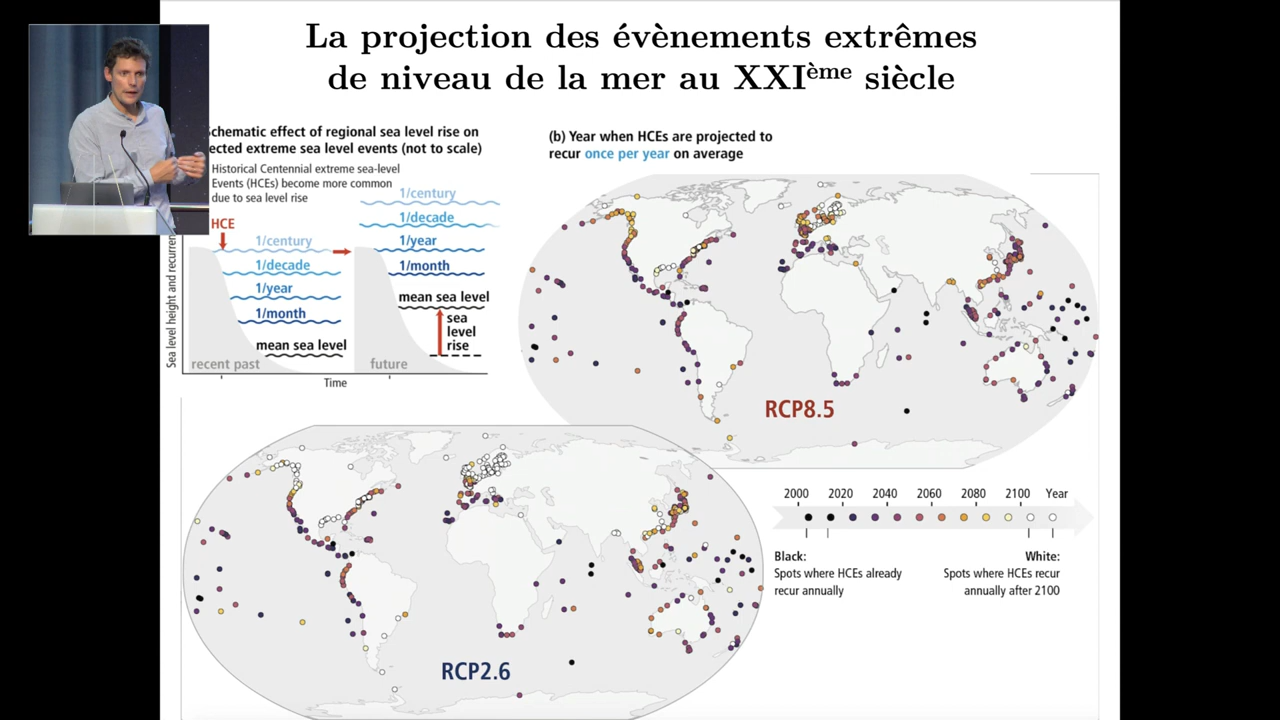 La projection des évènements extrêmes
de niveau de la mer au XXIème siècle
chematic effect of regional sea level rise on
ected extreme sea level events (not to scale)
Historical Centennial extreme sea-level
Events (HCEs) become more common
due to sea level rise
HCE
1/century
1/decade
1/year
1/month
mean sea level
recent past
1/century
1/decade
1/year
1/month
mean sea level
sea
level
rise
future
Sea level height and recurren
Time
(b) Year when HCEs are projected to
recur once per year on average
RCP8.5
RCP2.6
2000 2020 2040 2060 2080 2100 Year
Black:
Spots where HCEs already
recur annually
White:
Spots where HCEs recur
annually after 2100